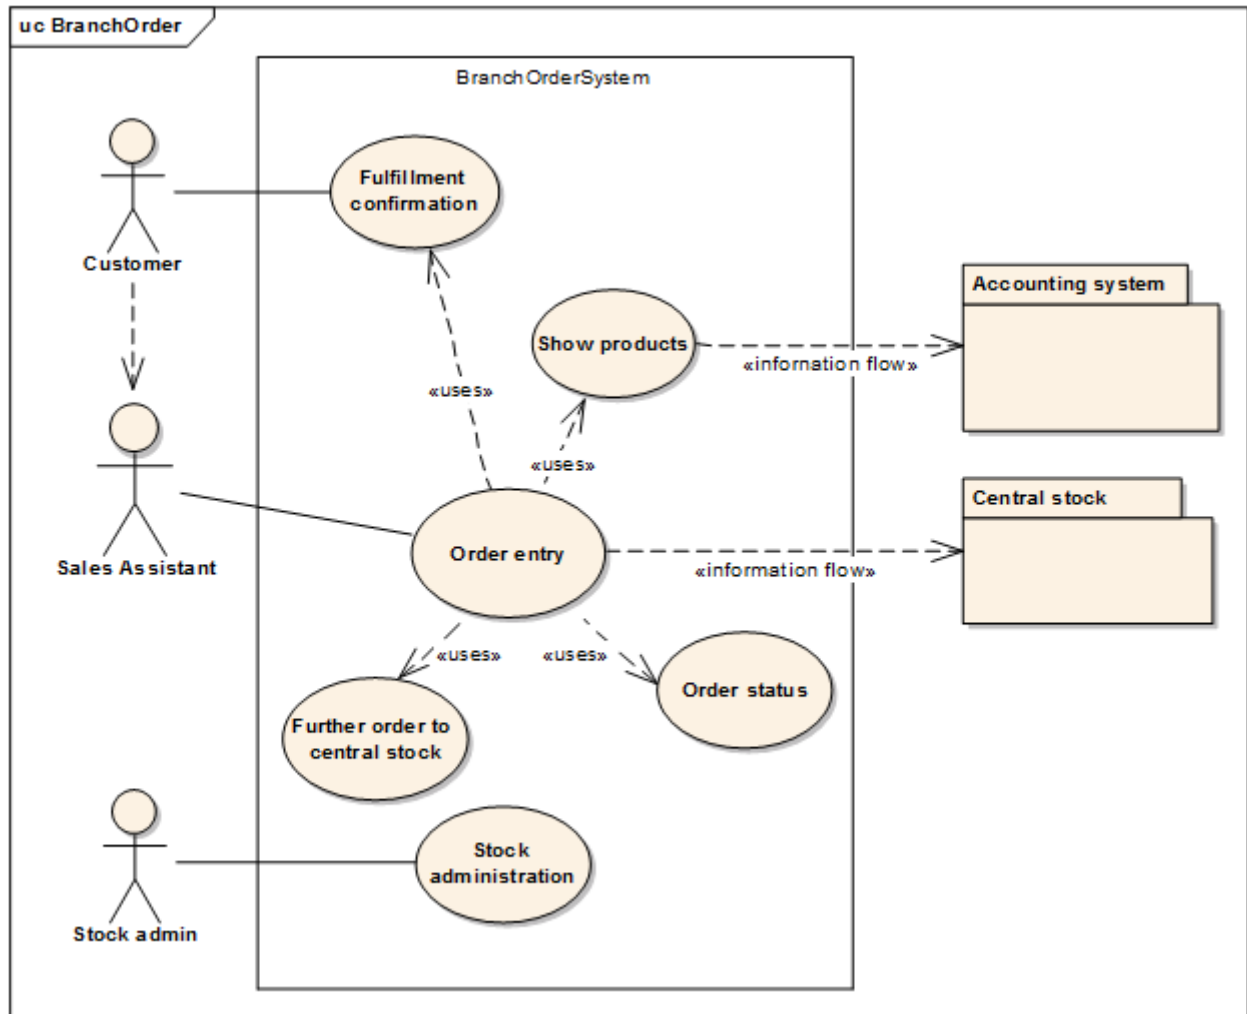 uc BranchOrder
BranchOrderSystem
Fulfillment
confirmation
Customer
Accounting system
Show products
«infornation flow»
«uses»
«uses»
Central stock
Order entry
Sales Assistant
«information flow»
«uses»
«uses»
Order status
Further order to
central stock
Stock
administration
Stock admin